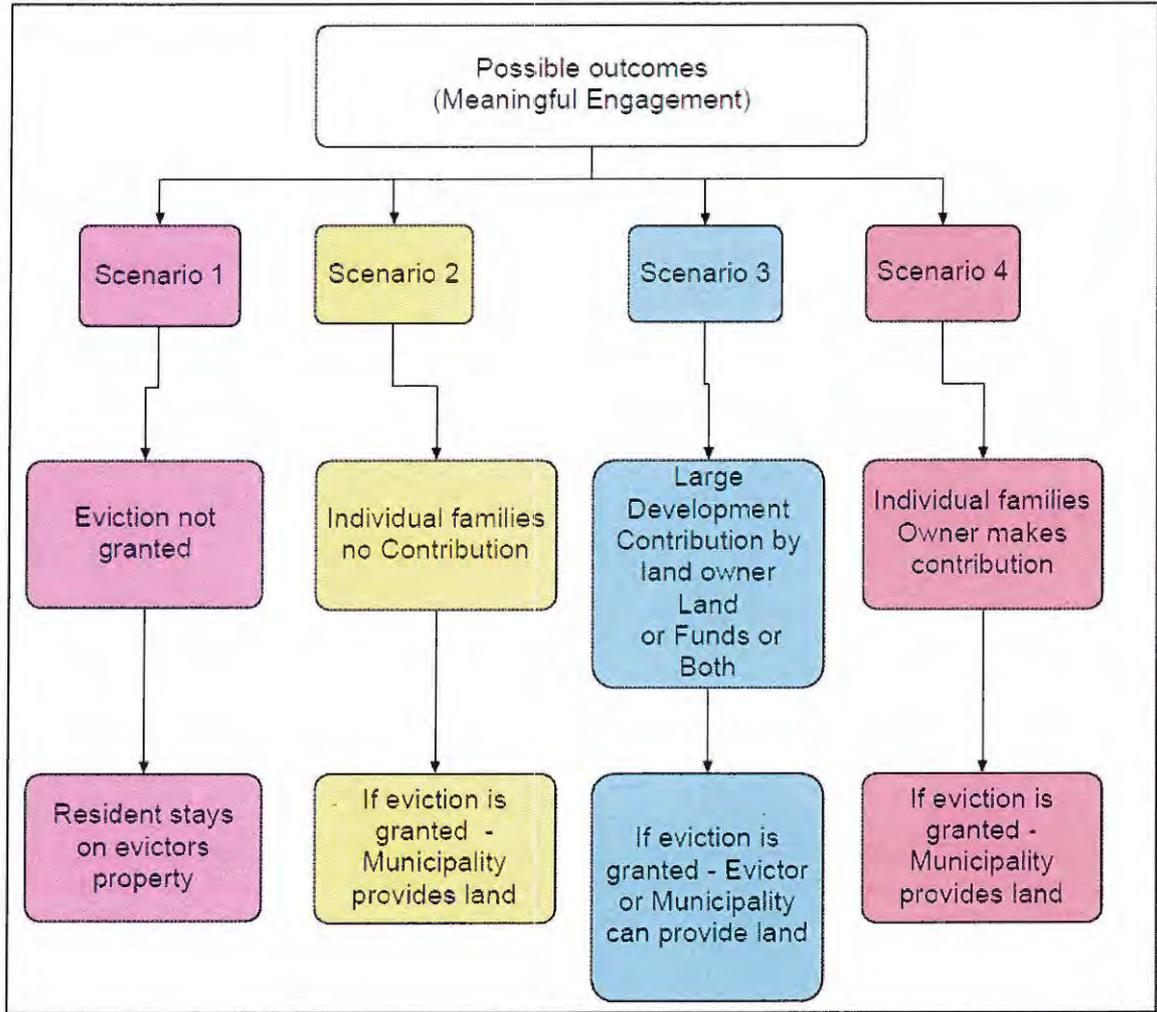 Possible outcomes
(Meaningful Engagement)
Scenario 1
Scenario 2
Scenario 3
Scenario 4
Eviction not
granted
Individual families
no Contribution
Large
Development
Contribution by
land owner
Land
or Funds or
Both
Individual families
Owner makes
contribution
Resident stays
on evictors
property
If eviction is
granted -
Municipality
provides land
If eviction is
granted - Evictor
or Municipality
can provide land
If eviction is
granted -
Municipality
provides land